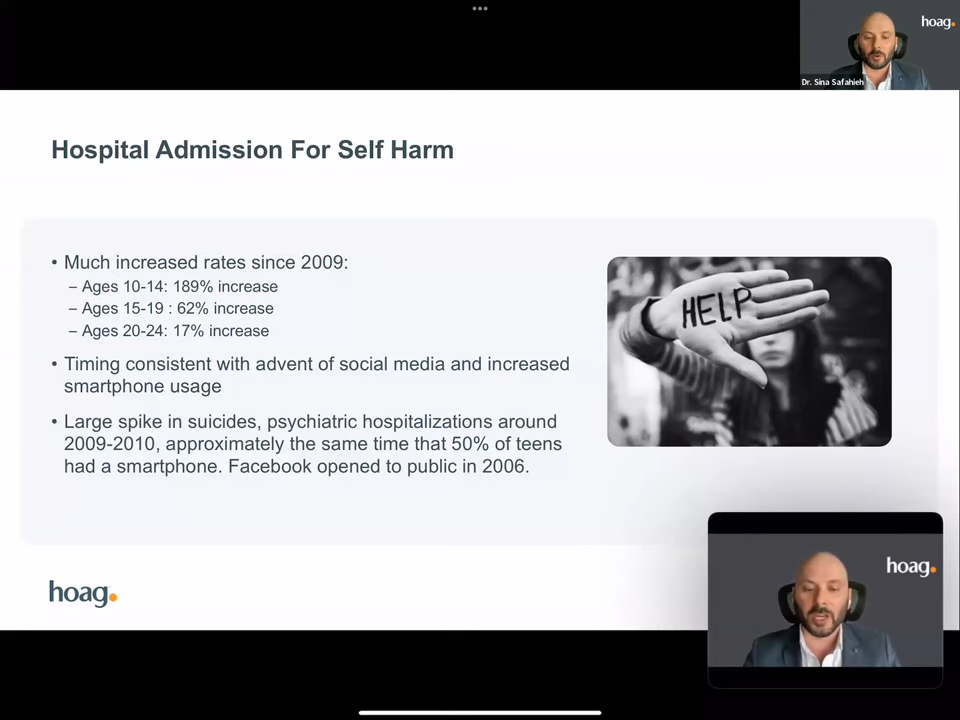 hoag.
Dr. Sina Safahieh
Hospital Admission For Self Harm
• Much increased rates since 2009:
– Ages 10-14: 189% increase
– Ages 15-19 : 62% increase
– Ages 20-24: 17% increase
• Timing consistent with advent of social media and increased
smartphone usage
• Large spike in suicides, psychiatric hospitalizations around
2009-2010, approximately the same time that 50% of teens
had a smartphone. Facebook opened to public in 2006.
HELP
hoag.
hoag.